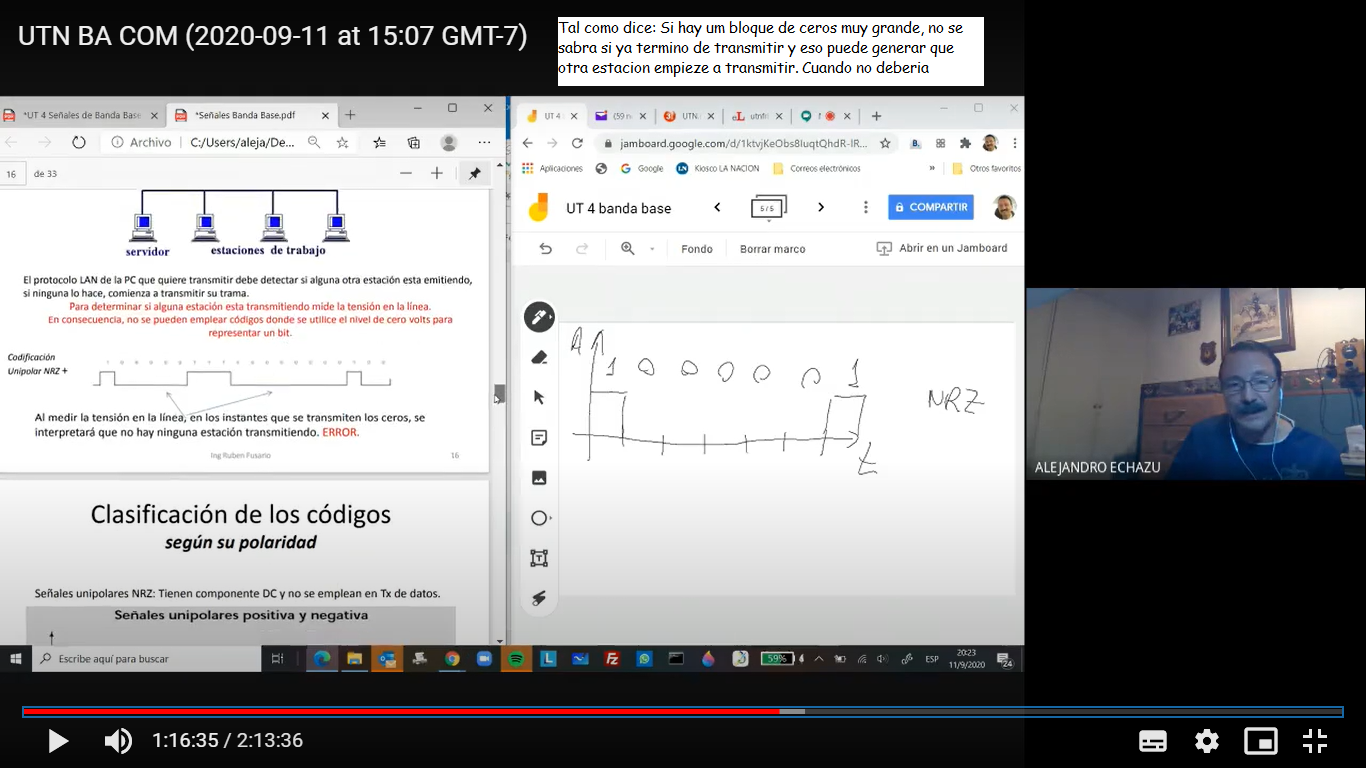 UTN BA COM (2020-09-11 at 15:07 GMT-7)
Tal como dice: Si hay um bloque de ceros muy grande, no se
sabra si ya termino de transmitir y eso puede generar que
otra estacion empieze a transmitir. Cuando no deberia
*UT 4 Señales de Banda Base
*Señales Banda Base.pdf
Archivo
C:/Users/aleja/De...
16
de 33
servidor
estaciones de trabajo
El protocolo LAN de la PC que quiere transmitir debe detectar si alguna otra estación esta emitiendo,
si ninguna lo hace, comienza a transmitir su trama.
Para determinar si alguna estación esta transmitiendo mide la tensión en la línea.
En consecuencia, no se pueden emplear códigos donde se utilice el nivel de cero volts para
representar un bit.
Codificación
Unipolar NRZ +
Al medir la tensión en la línea, en los instantes que se transmiten los ceros, se
interpretará que no hay ninguna estación transmitiendo. ERROR.
Ing Ruben Fusario
16
Clasificación de los códigos
según su polaridad
Señales unipolares NRZ: Tienen componente DC y no se emplean en Tx de datos.
Señales unipolares positiva y negativa
UT 4
(59 n
UTN.
utnfr
jamboard.google.com/d/1ktvjKeObs8IuqtQhdR-lR...
Aplicaciones
Google
Kiosco LA NACION
Correos electrónicos
»
Otros favoritos
UT 4 banda base
5/5
COMPARTIR
Fondo
Borrar marco
Abrir en un Jamboard
A
1 0 0 0 0 0 1
NRZ
t
ALEJANDRO ECHAZU
Escribe aquí para buscar
59%
ESP
20:23
11/9/2020
24
1:16:35 / 2:13:36